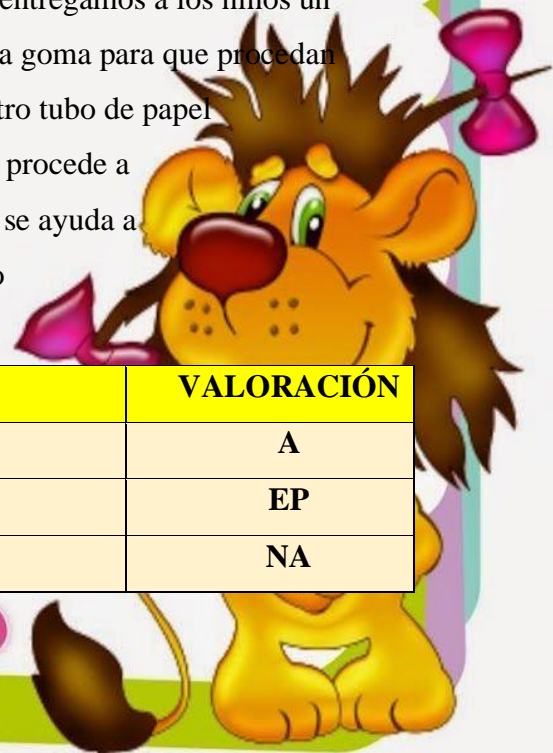 entregamos a los niños un
a goma para que procedan
tro tubo de papel
procede a
se ayuda a
o
VALORACIÓN
A
EP
NA